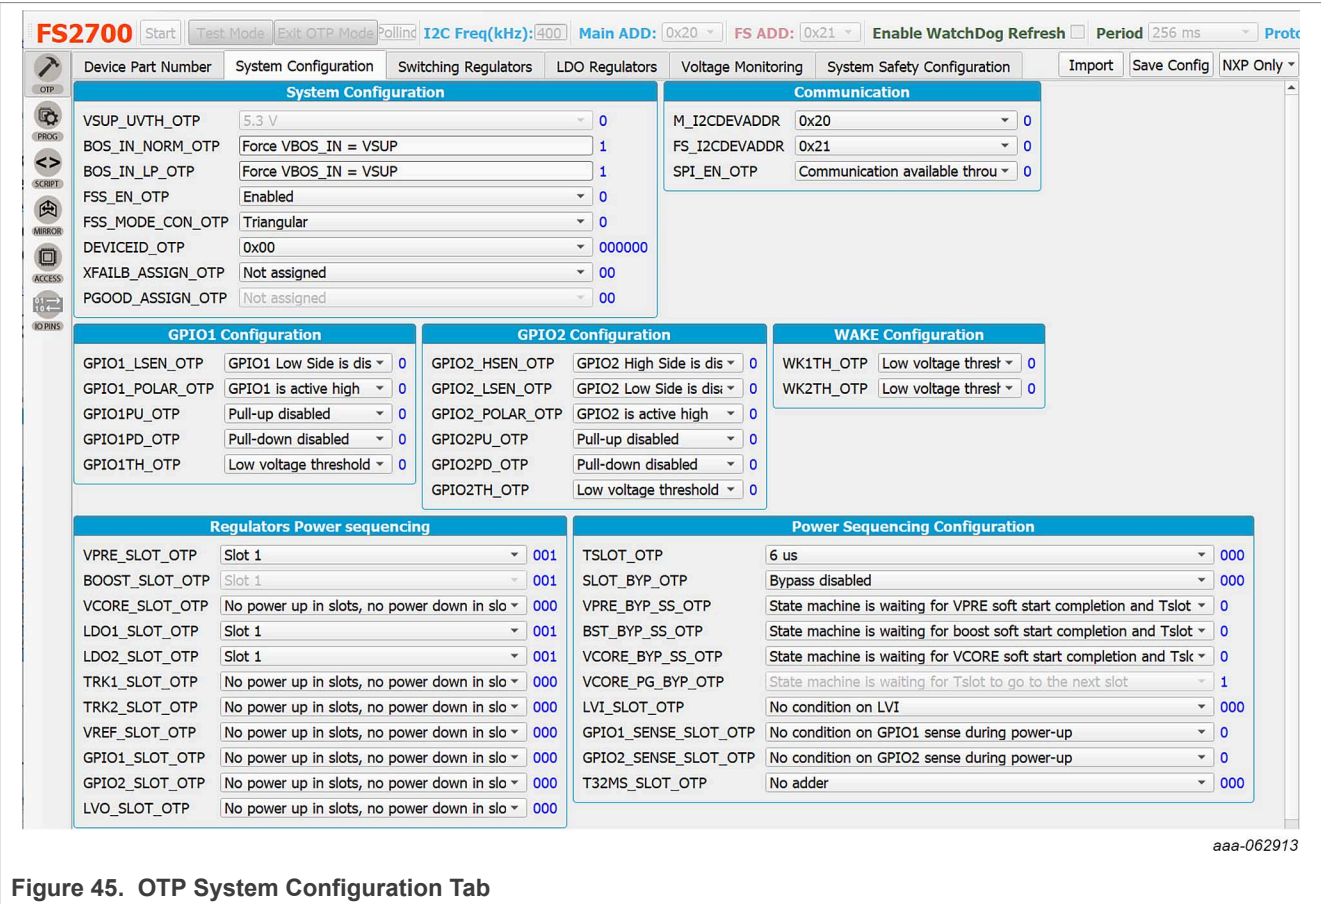 FS2700 Start Test Mode Exit OTP Mode Polling I2C Freq(kHz): 400 Main ADD: 0x20 FS ADD: 0x21 Enable WatchDog Refresh Period 256 ms Proto
Device Part Number System Configuration Switching Regulators LDO Regulators Voltage Monitoring System Safety Configuration Import Save Config NXP Only
OTP
PROG
SCRIPT
MIRROR
ACCESS
IO PINS
System Configuration
VSUP_UVTH_OTP 5.3 V 0
BOS_IN_NORM_OTP Force VBOS_IN = VSUP 1
BOS_IN_LP_OTP Force VBOS_IN = VSUP 1
FSS_EN_OTP Enabled 0
FSS_MODE_CON_OTP Triangular 0
DEVICEID_OTP 0x00 000000
XFAILB_ASSIGN_OTP Not assigned 00
PGOOD_ASSIGN_OTP Not assigned 00
Communication
M_I2CDEVADDR 0x20 0
FS_I2CDEVADDR 0x21 0
SPI_EN_OTP Communication available throu 0
GPIO1 Configuration
GPIO1_LSEN_OTP GPIO1 Low Side is dis 0
GPIO1_POLAR_OTP GPIO1 is active high 0
GPIO1PU_OTP Pull-up disabled 0
GPIO1PD_OTP Pull-down disabled 0
GPIO1TH_OTP Low voltage threshold 0
GPIO2 Configuration
GPIO2_HSEN_OTP GPIO2 High Side is dis 0
GPIO2_LSEN_OTP GPIO2 Low Side is disa 0
GPIO2_POLAR_OTP GPIO2 is active high 0
GPIO2PU_OTP Pull-up disabled 0
GPIO2PD_OTP Pull-down disabled 0
GPIO2TH_OTP Low voltage threshold 0
WAKE Configuration
WK1TH_OTP Low voltage thresh 0
WK2TH_OTP Low voltage thresh 0
Regulators Power sequencing
VPRE_SLOT_OTP Slot 1 001
BOOST_SLOT_OTP Slot 1 001
VCORE_SLOT_OTP No power up in slots, no power down in slo 000
LDO1_SLOT_OTP Slot 1 001
LDO2_SLOT_OTP Slot 1 001
TRK1_SLOT_OTP No power up in slots, no power down in slo 000
TRK2_SLOT_OTP No power up in slots, no power down in slo 000
VREF_SLOT_OTP No power up in slots, no power down in slo 000
GPIO1_SLOT_OTP No power up in slots, no power down in slo 000
GPIO2_SLOT_OTP No power up in slots, no power down in slo 000
LVO_SLOT_OTP No power up in slots, no power down in slo 000
Power Sequencing Configuration
TSLOT_OTP 6 us 000
SLOT_BYP_OTP Bypass disabled 000
VPRE_BYP_SS_OTP State machine is waiting for VPRE soft start completion and Tslot 0
BST_BYP_SS_OTP State machine is waiting for boost soft start completion and Tslot 0
VCORE_BYP_SS_OTP State machine is waiting for VCORE soft start completion and Tslc 0
VCORE_PG_BYP_OTP State machine is waiting for Tslot to go to the next slot 1
LVI_SLOT_OTP No condition on LVI 000
GPIO1_SENSE_SLOT_OTP No condition on GPIO1 sense during power-up 0
GPIO2_SENSE_SLOT_OTP No condition on GPIO2 sense during power-up 0
T32MS_SLOT_OTP No adder 000
aaa-062913
Figure 45. OTP System Configuration Tab